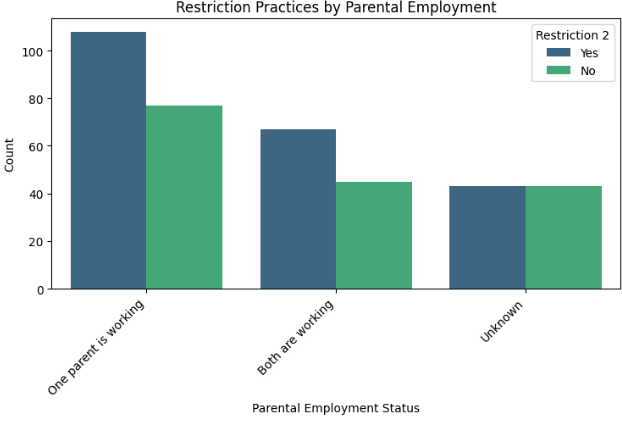 Restriction Practices by Parental Employment
Restriction 2
Yes
No
100
80
60
40
20
0
Count
One parent is working
Both are working
Unknown
Parental Employment Status